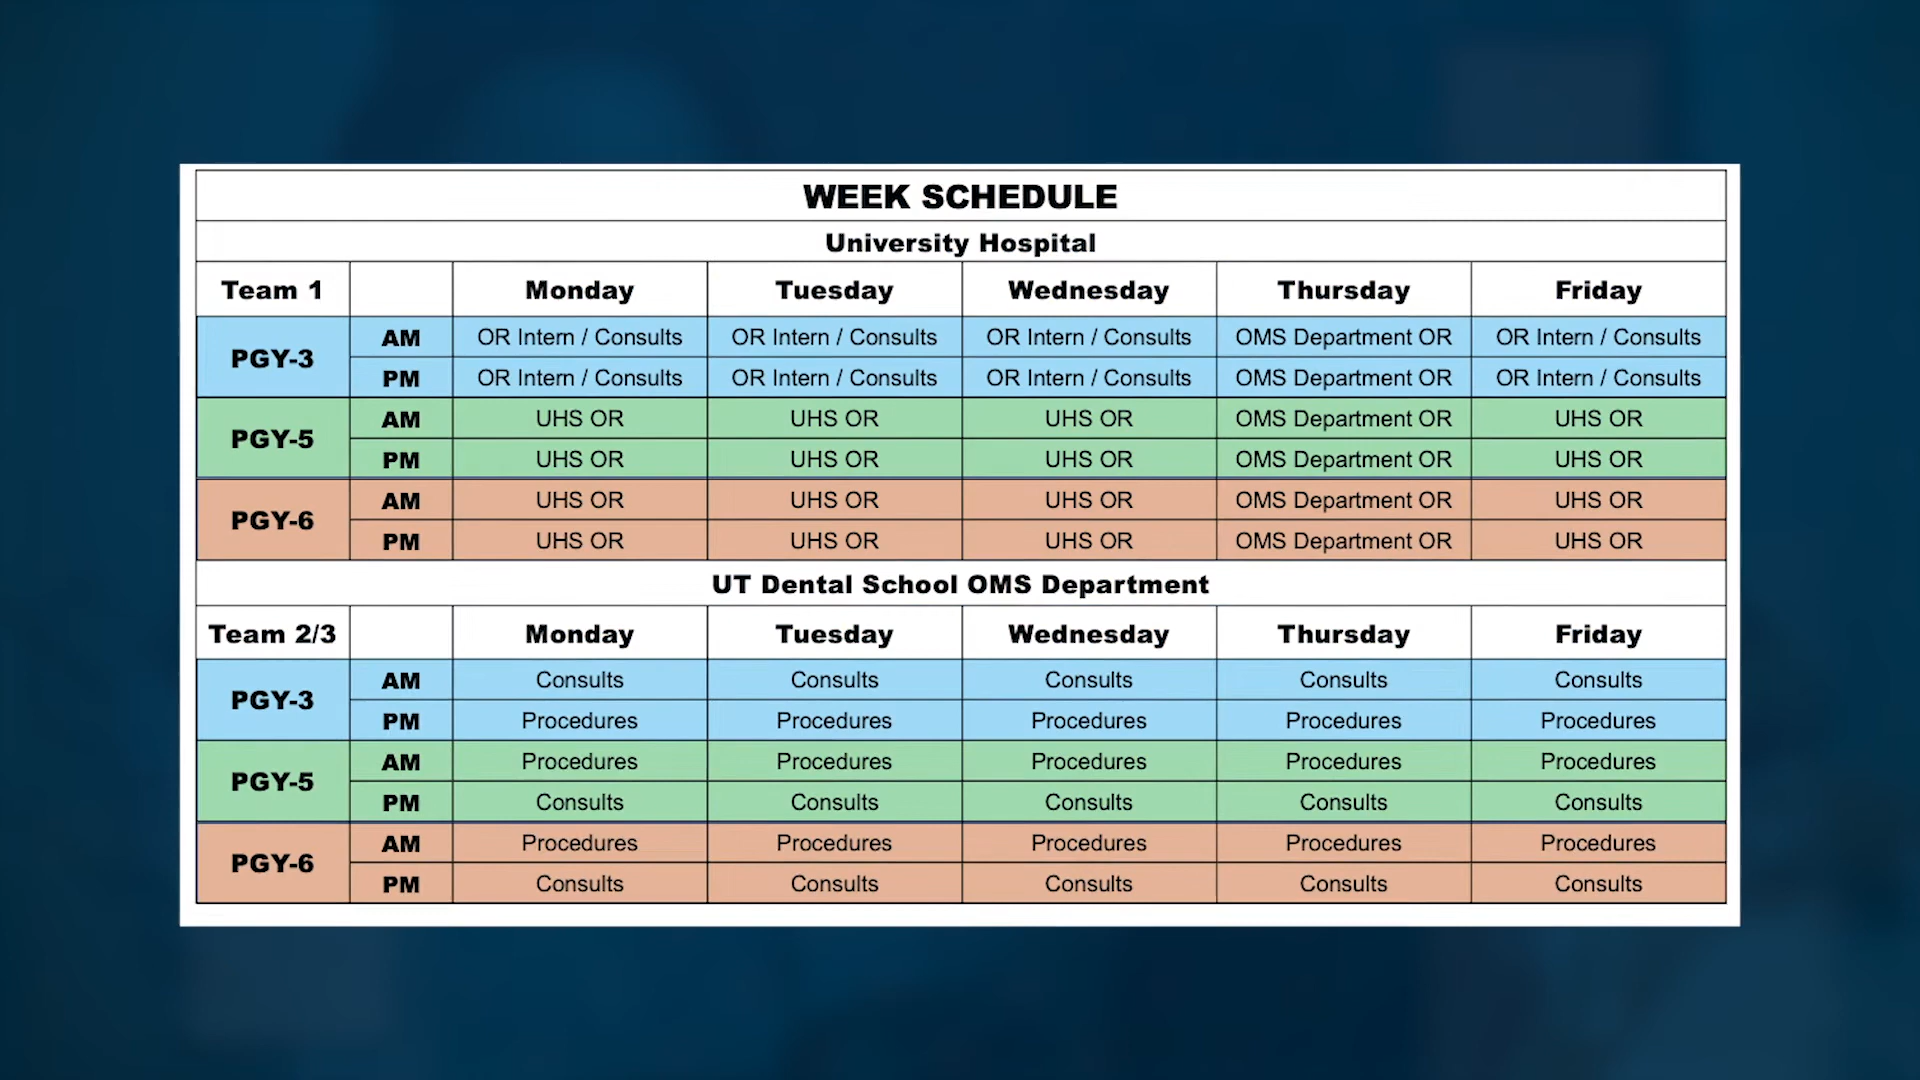 WEEK SCHEDULE
University Hospital
Team 1 Monday Tuesday Wednesday Thursday Friday
PGY-3
AM OR Intern / Consults OR Intern / Consults OR Intern / Consults OMS Department OR OR Intern / Consults
PM OR Intern / Consults OR Intern / Consults OR Intern / Consults OMS Department OR OR Intern / Consults
PGY-5
AM UHS OR UHS OR UHS OR OMS Department OR UHS OR
PM UHS OR UHS OR UHS OR OMS Department OR UHS OR
PGY-6
AM UHS OR UHS OR UHS OR OMS Department OR UHS OR
PM UHS OR UHS OR UHS OR OMS Department OR UHS OR
UT Dental School OMS Department
Team 2/3 Monday Tuesday Wednesday Thursday Friday
PGY-3
AM Consults Consults Consults Consults Consults
PM Procedures Procedures Procedures Procedures Procedures
PGY-5
AM Procedures Procedures Procedures Procedures Procedures
PM Consults Consults Consults Consults Consults
PGY-6
AM Procedures Procedures Procedures Procedures Procedures
PM Consults Consults Consults Consults Consults